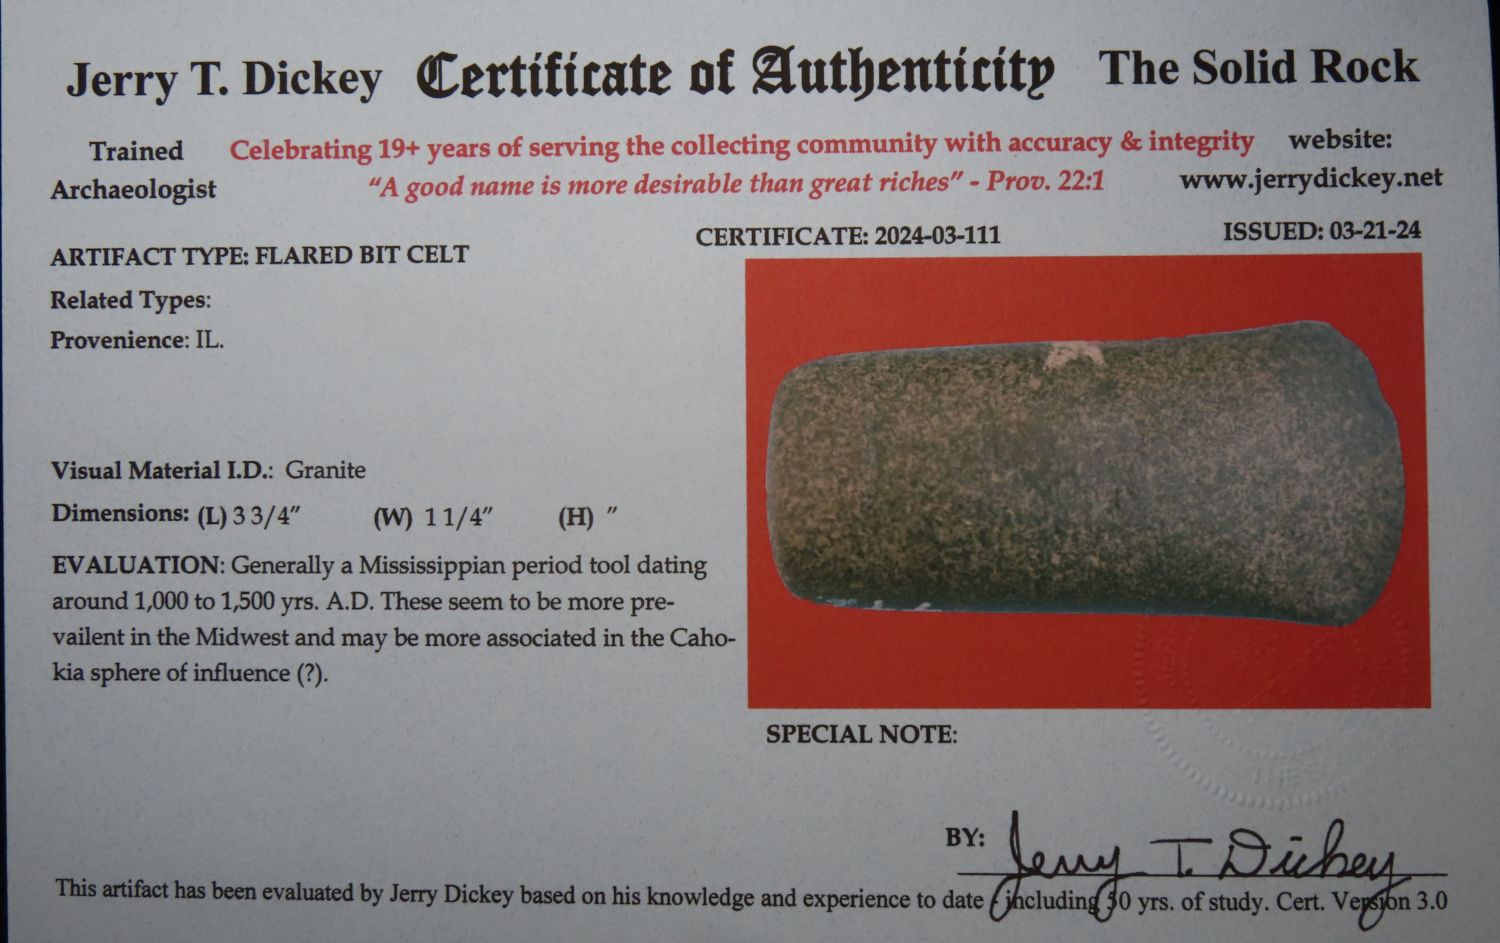 Jerry T. Dickey Certificate of Authenticity The Solid Rock
Trained Archaeologist
Celebrating 19+ years of serving the collecting community with accuracy & integrity
"A good name is more desirable than great riches" - Prov. 22:1
website:
www.jerrydickey.net
CERTIFICATE: 2024-03-111
ISSUED: 03-21-24
ARTIFACT TYPE: FLARED BIT CELT
Related Types:
Provenience: IL.
Visual Material I.D.: Granite
Dimensions: (L) 3 3/4" (W) 1 1/4" (H) "
EVALUATION: Generally a Mississippian period tool dating
around 1,000 to 1,500 yrs. A.D. These seem to be more pre-
vailent in the Midwest and may be more associated in the Caho-
kia sphere of influence (?).
SPECIAL NOTE:
BY: Jerry T. Dickey
This artifact has been evaluated by Jerry Dickey based on his knowledge and experience to date - including 50 yrs. of study. Cert. Version 3.0